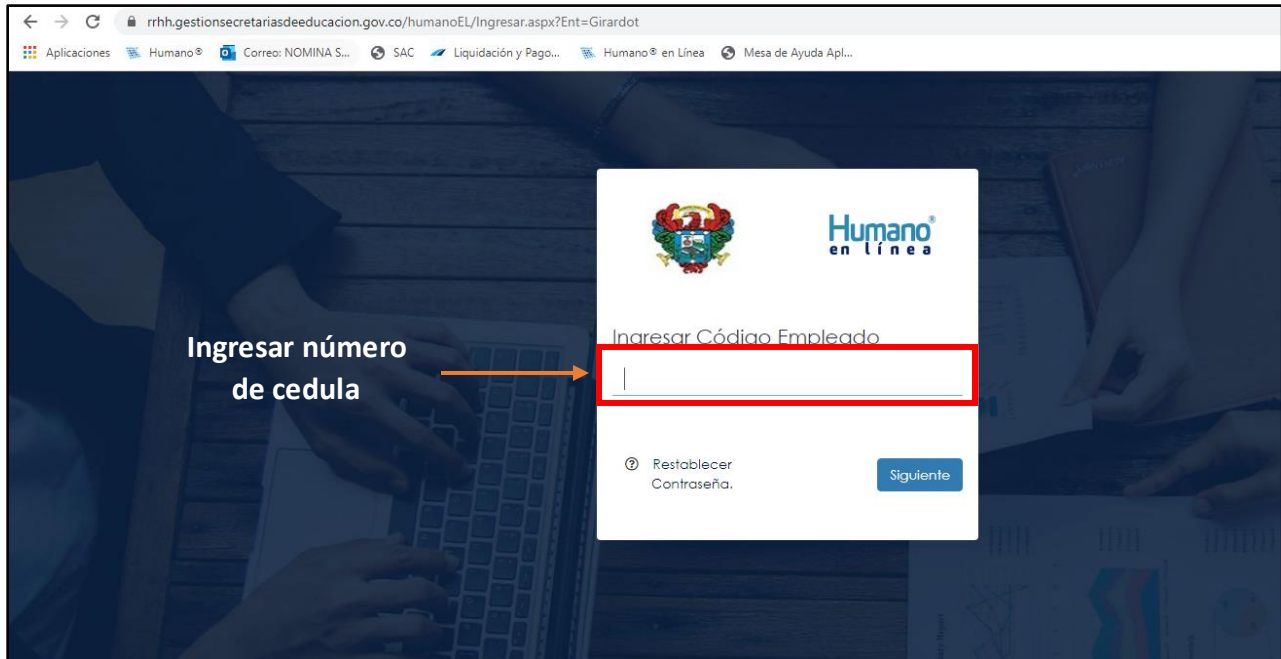 rrhh.gestionsecretariasdeeducacion.gov.co/humanoEL/Ingresar.aspx?Ent=Girardot
Aplicaciones Humano® Correo: NOMINA S... SAC Liquidación y Pago... Humano® en Línea Mesa de Ayuda Apl...
Humano®
en línea
Ingresar Código Empleado
Ingresar número
de cedula
Restablecer
Contraseña.
Siguiente